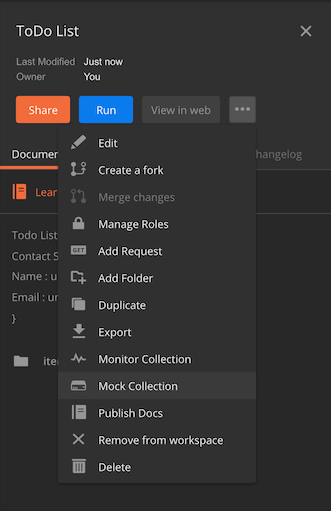 ToDo List
Last Modified Just now
Owner You
Share Run View in web
Edit
Create a fork
Merge changes
Manage Roles
GET Add Request
Add Folder
Duplicate
Export
Monitor Collection
Mock Collection
Publish Docs
Remove from workspace
Delete
Docume
hangelog
Lear
Todo List
Contact S
Name : u
Email : ur
}
ite